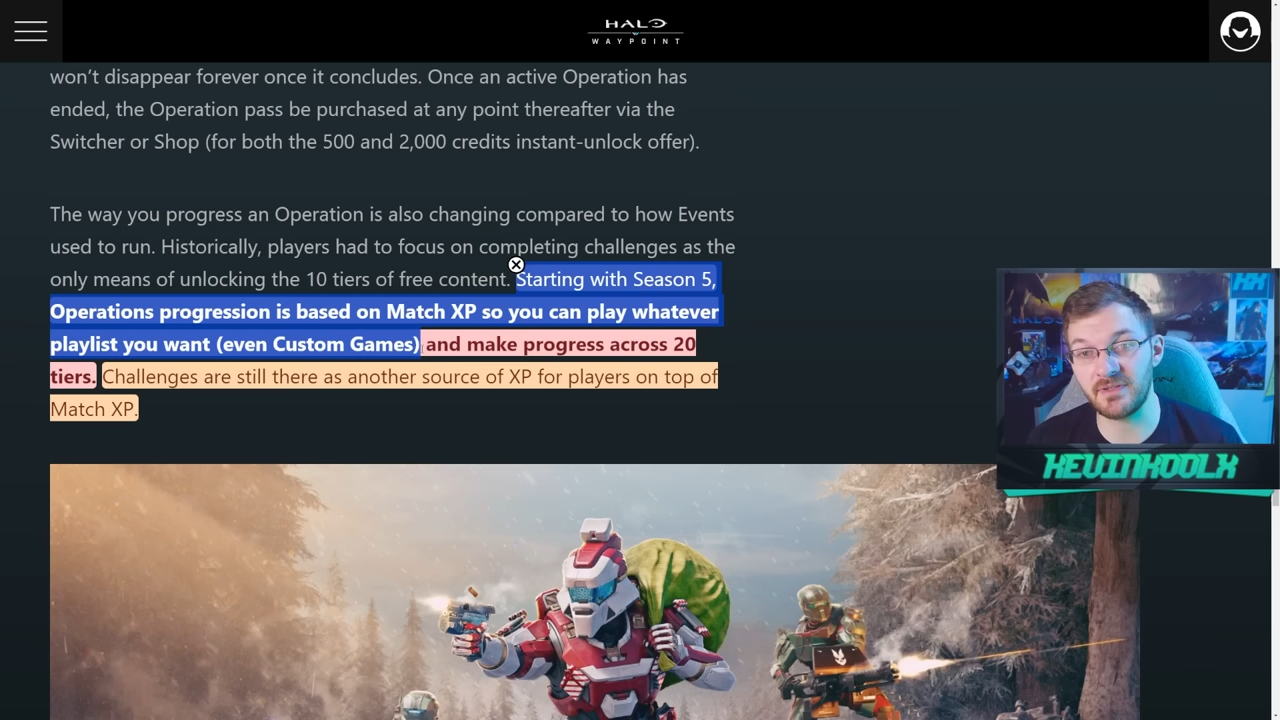 HALO
WAYPOINT
won’t disappear forever once it concludes. Once an active Operation has
ended, the Operation pass be purchased at any point thereafter via the
Switcher or Shop (for both the 500 and 2,000 credits instant-unlock offer).
The way you progress an Operation is also changing compared to how Events
used to run. Historically, players had to focus on completing challenges as the
only means of unlocking the 10 tiers of free content. Starting with Season 5,
Operations progression is based on Match XP so you can play whatever
playlist you want (even Custom Games) and make progress across 20
tiers. Challenges are still there as another source of XP for players on top of
Match XP.
KEVINKOOLX